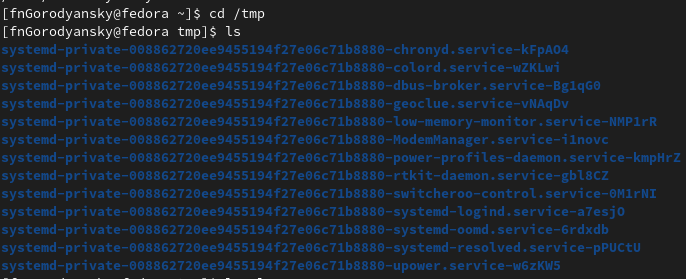 [fnGorodyansky@fedora ~]$ cd /tmp
[fnGorodyansky@fedora tmp]$ ls
systemd-private-008862720ee9455194f27e06c71b8880-chronyd.service-kFpAO4
systemd-private-008862720ee9455194f27e06c71b8880-colord.service-wZKLwi
systemd-private-008862720ee9455194f27e06c71b8880-dbus-broker.service-Bg1qG0
systemd-private-008862720ee9455194f27e06c71b8880-geoclue.service-vNAqDv
systemd-private-008862720ee9455194f27e06c71b8880-low-memory-monitor.service-NMP1rR
systemd-private-008862720ee9455194f27e06c71b8880-ModemManager.service-i1novc
systemd-private-008862720ee9455194f27e06c71b8880-power-profiles-daemon.service-kmpHrZ
systemd-private-008862720ee9455194f27e06c71b8880-rtkit-daemon.service-gbl8CZ
systemd-private-008862720ee9455194f27e06c71b8880-switcheroo-control.service-0M1rNI
systemd-private-008862720ee9455194f27e06c71b8880-systemd-logind.service-a7esjO
systemd-private-008862720ee9455194f27e06c71b8880-systemd-oomd.service-6rdxdb
systemd-private-008862720ee9455194f27e06c71b8880-systemd-resolved.service-pPUCtU
systemd-private-008862720ee9455194f27e06c71b8880-upower.service-w6zKW5